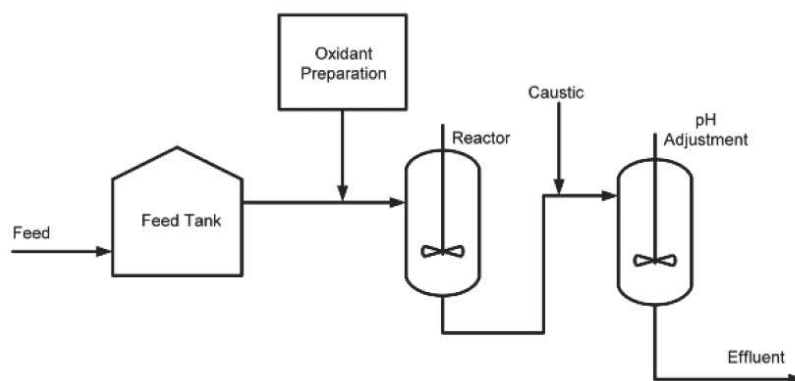 Oxidant
Preparation
Caustic
pH
Adjustment
Reactor
Feed Tank
Feed
Effluent